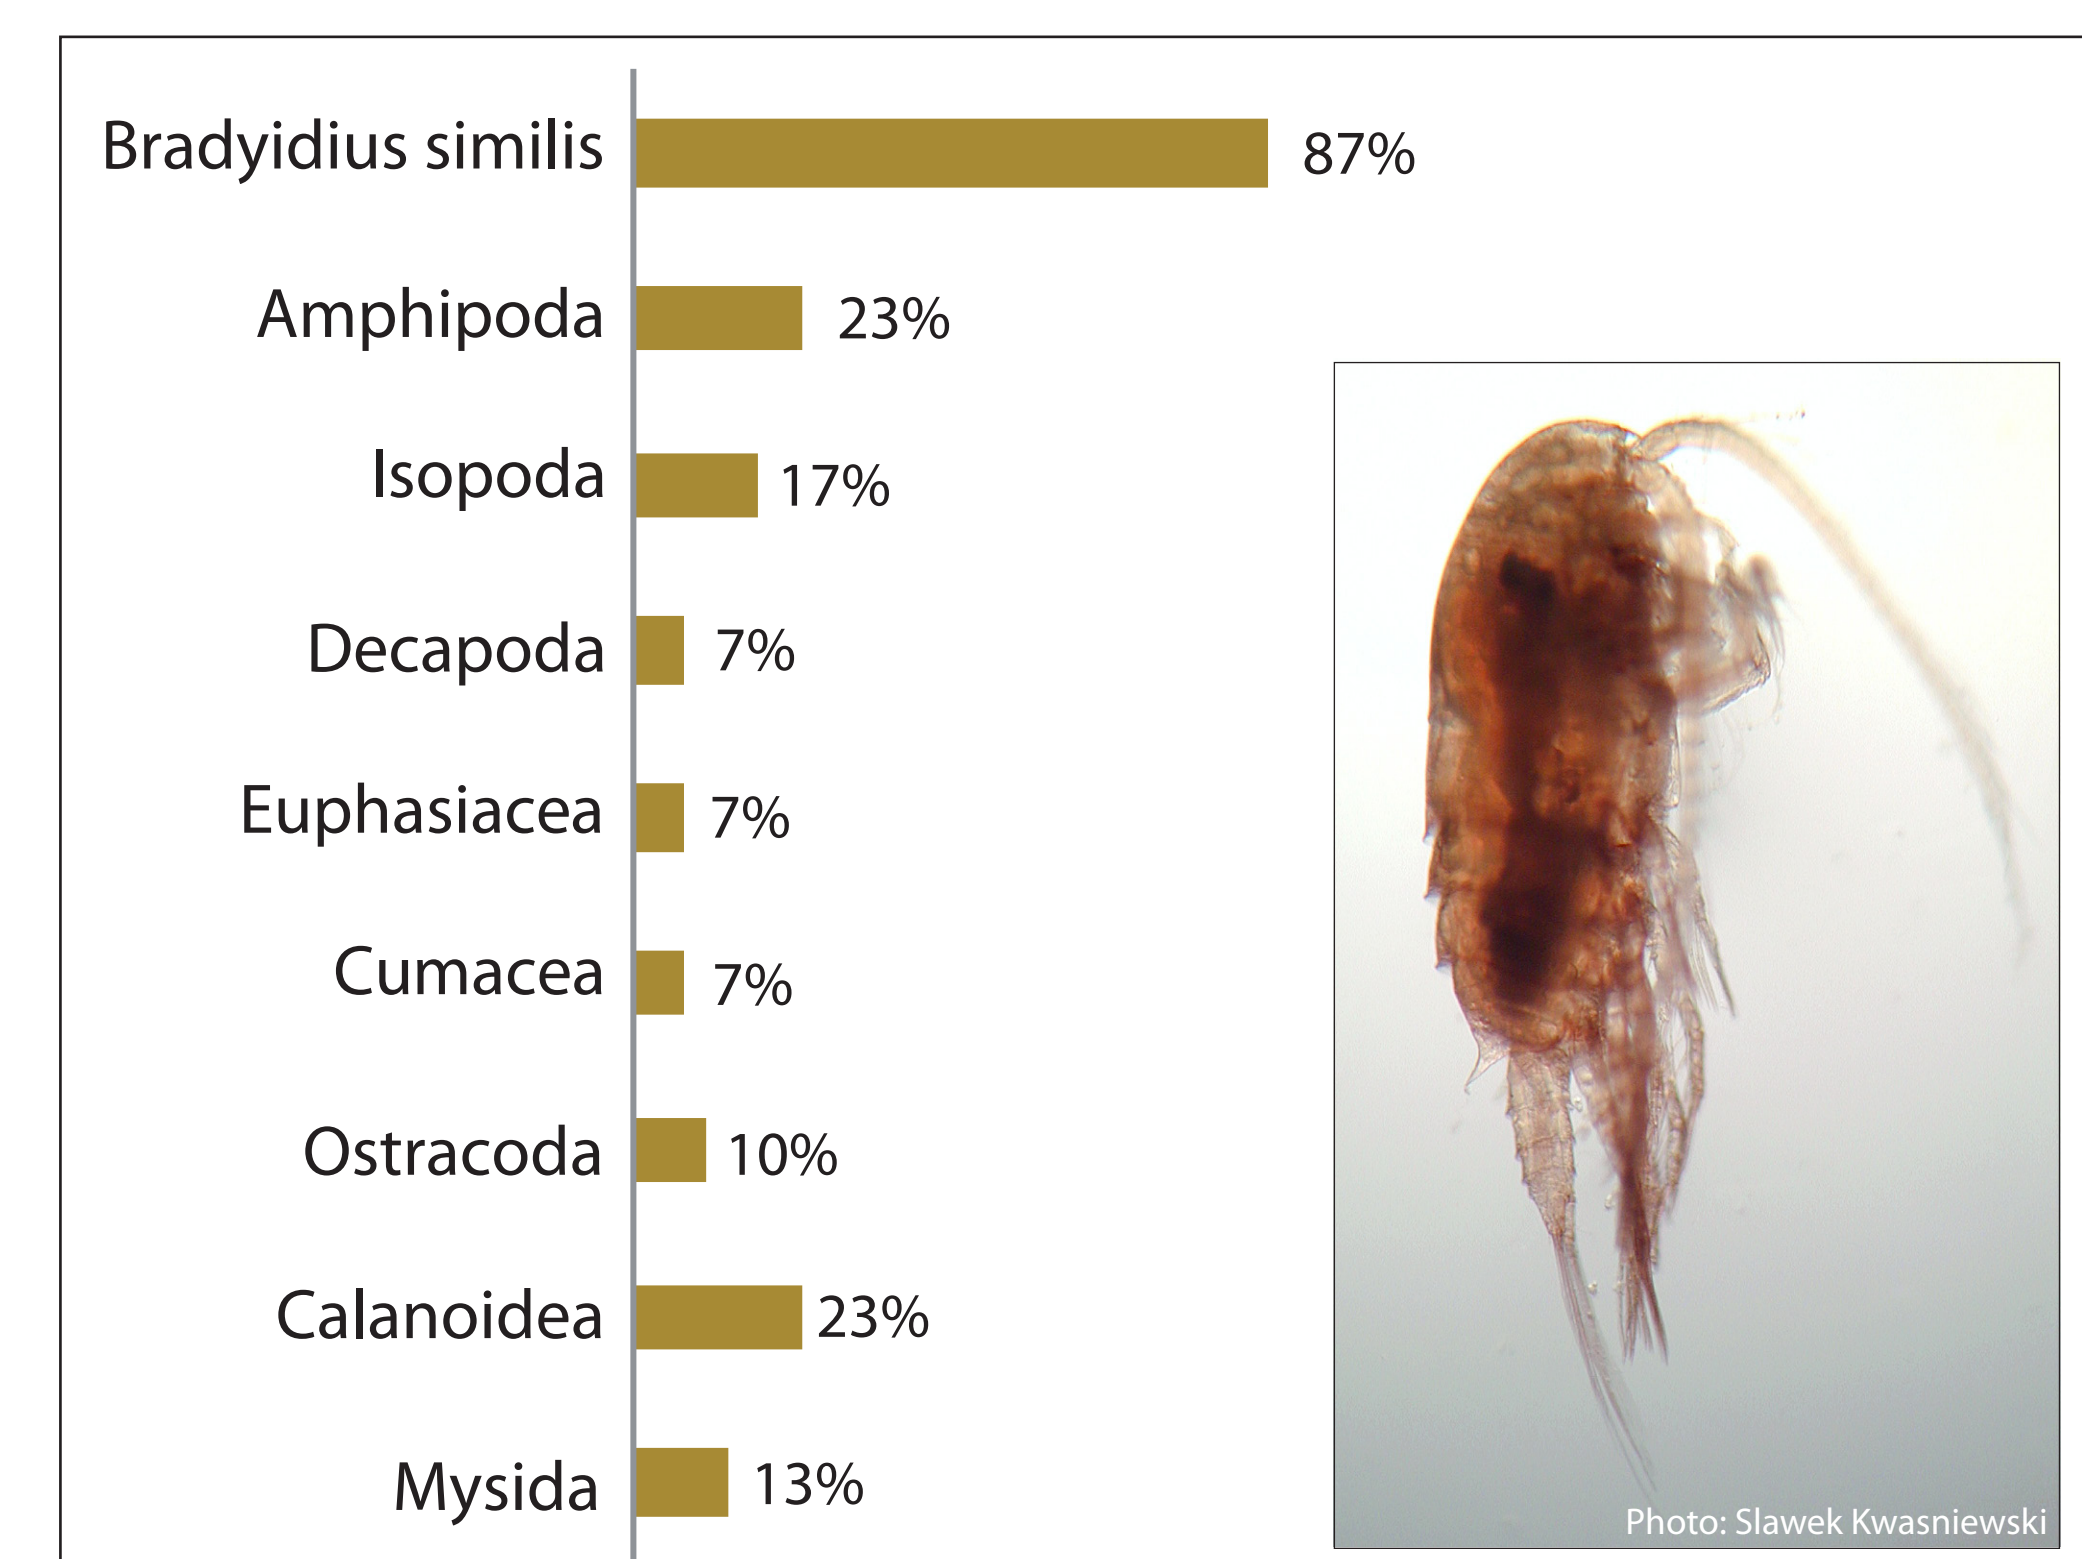 Bradyidius similis 87%
Amphipoda 23%
Isopoda 17%
Decapoda 7%
Euphasiacea 7%
Cumacea 7%
Ostracoda 10%
Calanoidea 23%
Mysida 13%
Photo: Slawek Kwasniewski